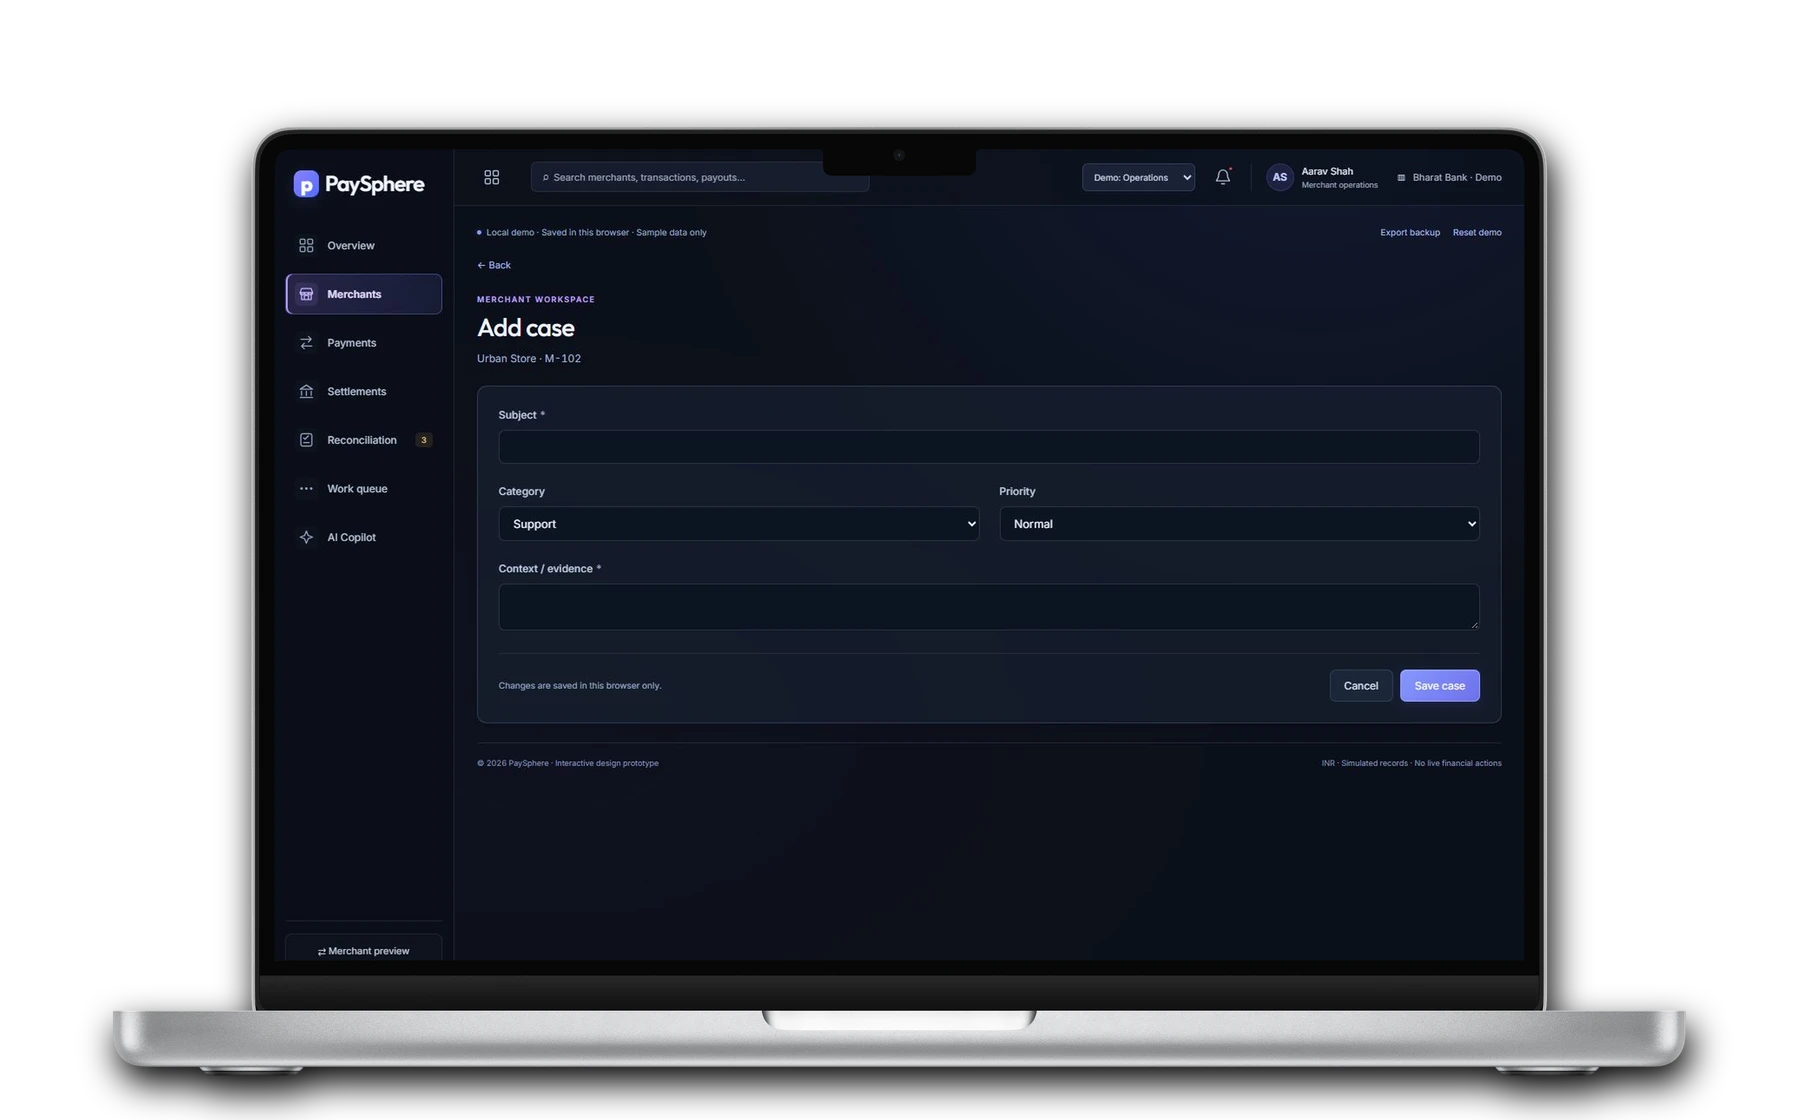 PaySphere
Search merchants, transactions, payouts...
Demo: Operations
AS
Aarav Shah
Merchant operations
Bharat Bank · Demo
Overview
Merchants
Payments
Settlements
Reconciliation 3
Work queue
AI Copilot
⇄ Merchant preview
Local demo · Saved in this browser · Sample data only
Export backup Reset demo
← Back
MERCHANT WORKSPACE
Add case
Urban Store · M-102
Subject *
Category
Support
Priority
Normal
Context / evidence *
Changes are saved in this browser only.
Cancel
Save case
© 2026 PaySphere · Interactive design prototype
INR · Simulated records · No live financial actions